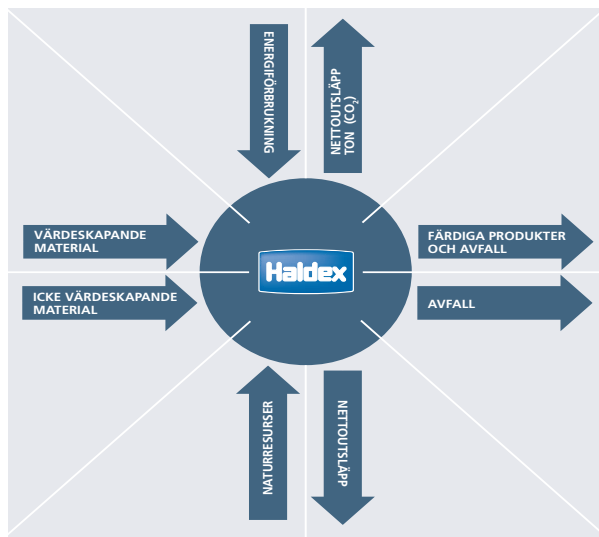 ENERGIFÖRBRUKNING
NETTOUTSLÄPP
TON (CO₂)
VÄRDESKAPANDE
MATERIAL
FÄRDIGA PRODUKTER
OCH AVFALL
Haldex
ICKE VÄRDESKAPANDE
MATERIAL
AVFALL
NATURRESURSER
NETTOUTSLÄPP